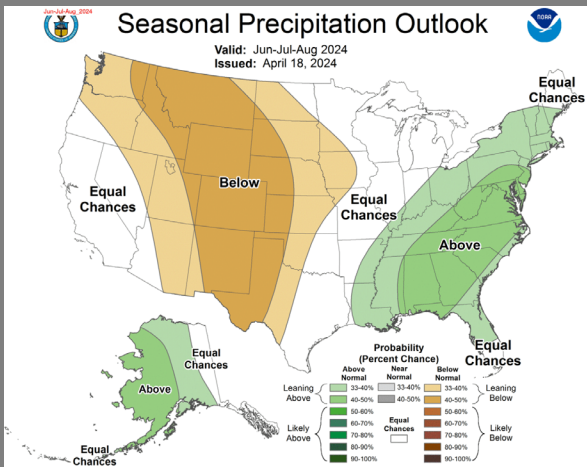 Jun-Jul-Aug_2024
Seasonal Precipitation Outlook
NOAA
Valid: Jun-Jul-Aug 2024
Issued: April 18, 2024
Equal
Chances
Equal
Chances
Below
Equal
Chances
Above
Equal
Chances
Equal
Chances
Above
Equal
Chances
Probability
(Percent Chance)
Above
Normal
Near
Normal
Below
Normal
Leaning
Above
33-40%
40-50%
33-40%
40-50%
33-40%
40-50%
Leaning
Below
Likely
Above
50-60%
60-70%
70-80%
80-90%
90-100%
Equal
Chances
50-60%
60-70%
70-80%
80-90%
90-100%
Likely
Below